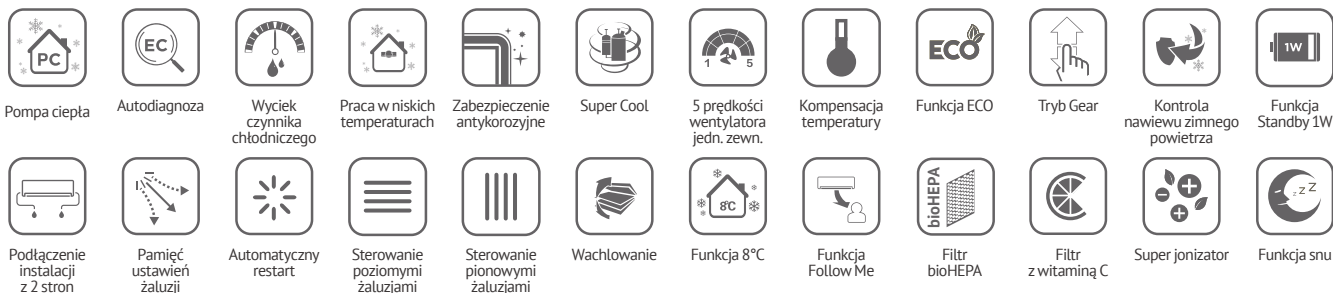 PC
EC
1 5
ECO
1W
Pompa ciepła
Autodiagnoza
Wyciek
czynnika
chłodniczego
Praca w niskich
temperaturach
Zabezpieczenie
antykorozyjne
Super Cool
5 prędkości
wentylatora
jedn. zewn.
Kompensacja
temperatury
Funkcja ECO
Tryb Gear
Kontrola
nawiewu zimnego
powietrza
Funkcja
Standby 1W
8°C
bioHEPA
z z Z
Podłączenie
instalacji
z 2 stron
Pamięć
ustawień
żaluzji
Automatyczny
restart
Sterowanie
poziomymi
żaluzjami
Sterowanie
pionowymi
żaluzjami
Wachlowanie
Funkcja 8°C
Funkcja
Follow Me
Filtr
bioHEPA
Filtr
z witaminą C
Super jonizator
Funkcja snu